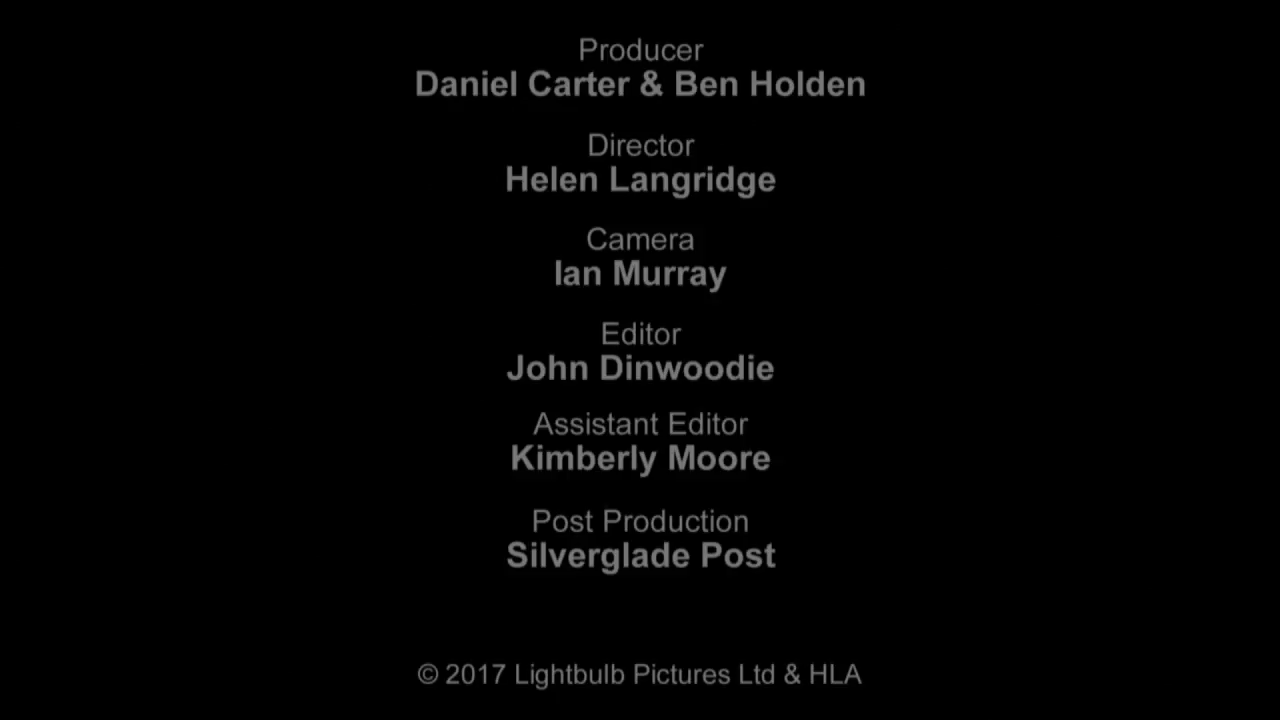 Producer
Daniel Carter & Ben Holden
Director
Helen Langridge
Camera
Ian Murray
Editor
John Dinwoodie
Assistant Editor
Kimberly Moore
Post Production
Silverglade Post
© 2017 Lightbulb Pictures Ltd & HLA